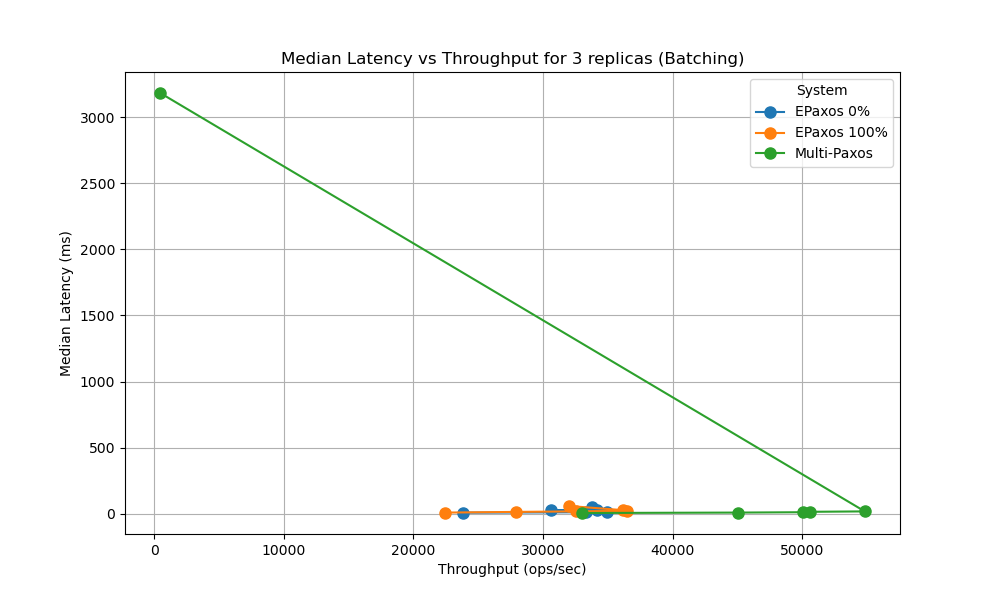 Median Latency vs Throughput for 3 replicas (Batching)
System
EPaxos 0%
EPaxos 100%
Multi-Paxos
Median Latency (ms)
3000
2500
2000
1500
1000
500
0
0 10000 20000 30000 40000 50000
Throughput (ops/sec)